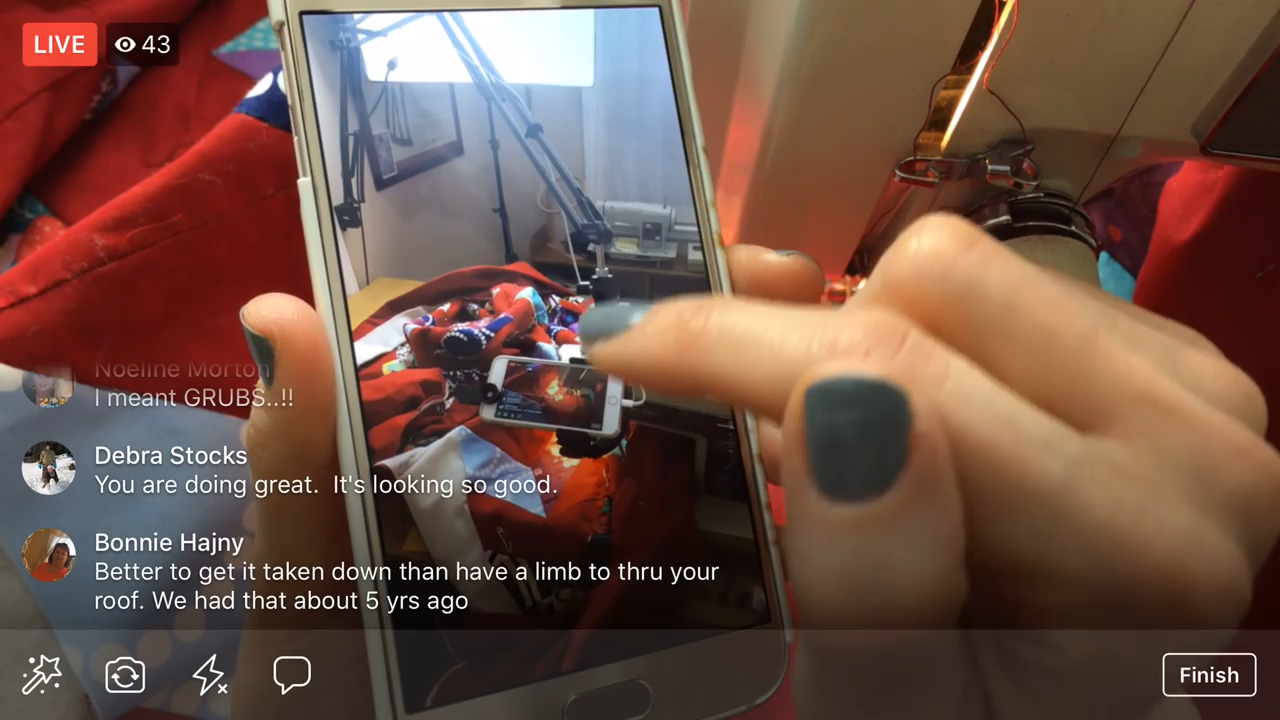 LIVE
43
Noeline Morton
I meant GRUBS..!!
Debra Stocks
You are doing great.  It's looking so good.
Bonnie Hajny
Better to get it taken down than have a limb to thru your
roof. We had that about 5 yrs ago
Finish